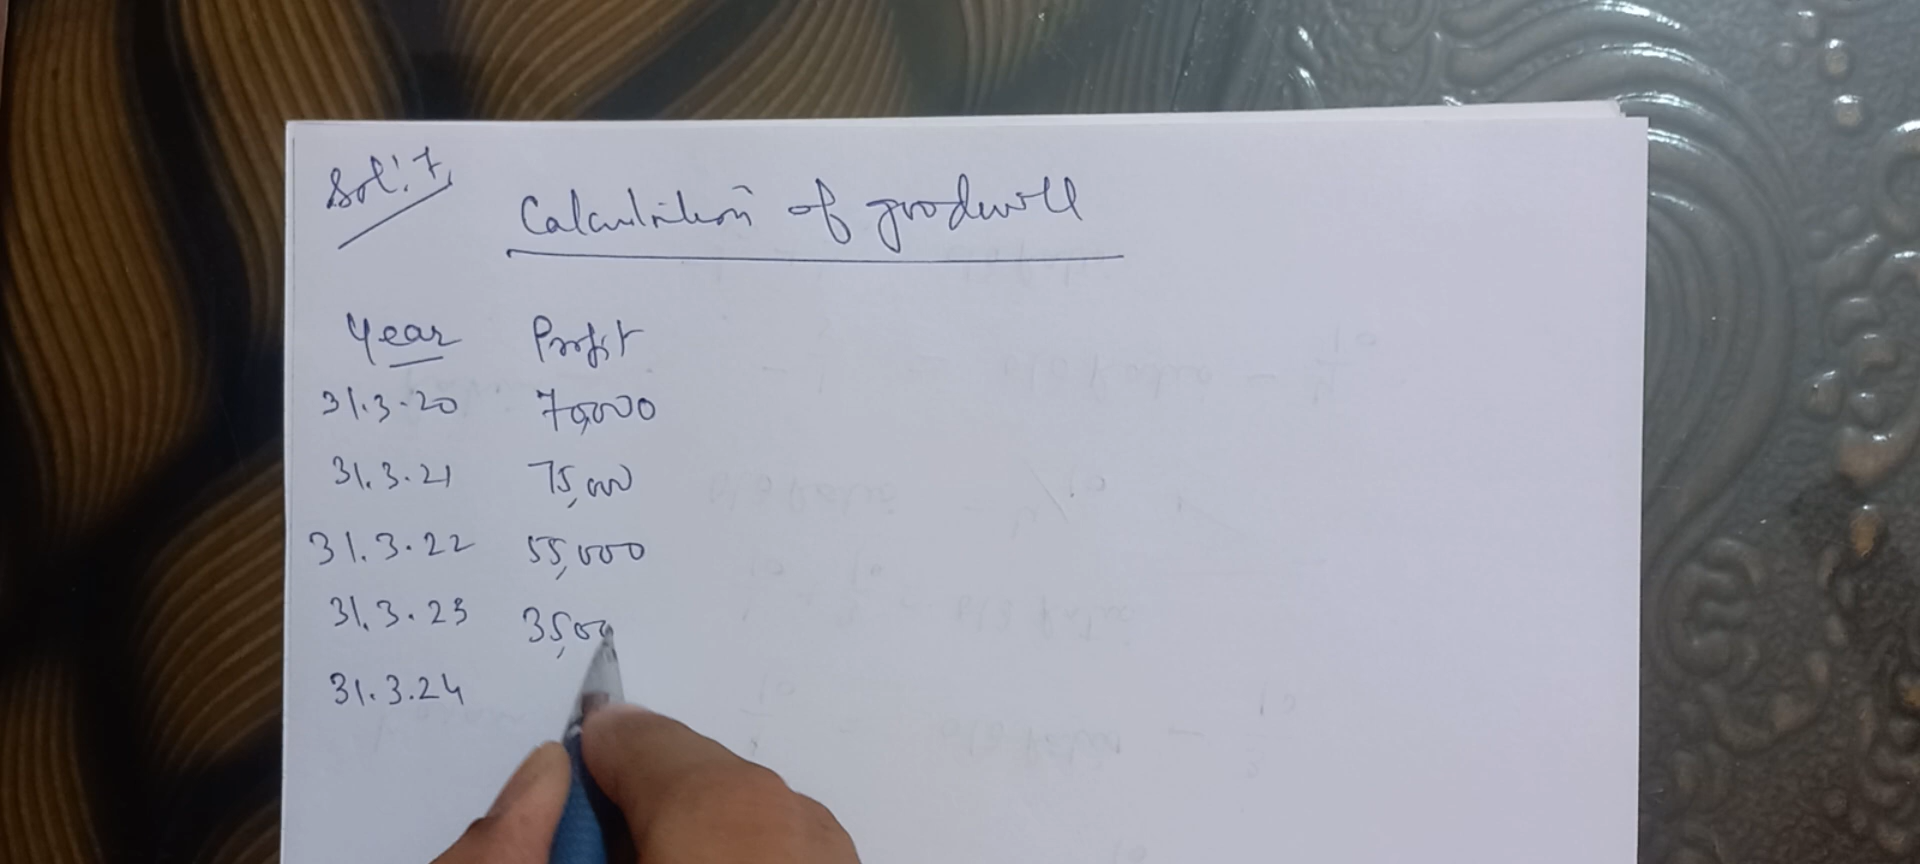 Sol: 7
Calculation of goodwill
Year Profit
31.3.20 70,000
31.3.21 75,000
31.3.22 55,000
31.3.23 35,00
31.3.24